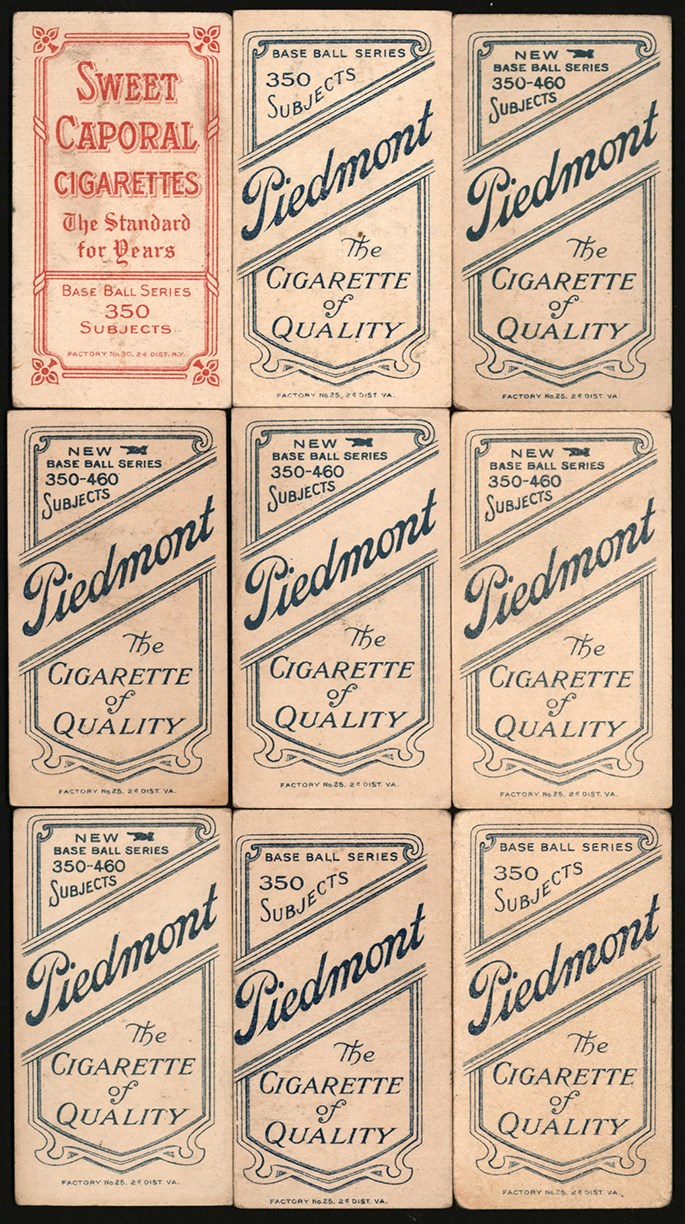 SWEET
CAPORAL
CIGARETTES
The Standard
for Years
BASE BALL SERIES
350
SUBJECTS
FACTORY No. 30, 2d DIST. N.Y.
BASE BALL SERIES
350
SUBJECTS
Piedmont
The
CIGARETTE
of
QUALITY
FACTORY No. 25, 2d DIST. VA.
NEW
BASE BALL SERIES
350-460
SUBJECTS
Piedmont
The
CIGARETTE
of
QUALITY
FACTORY No. 25. 2d DIST. VA.
NEW
BASE BALL SERIES
350-460
SUBJECTS
Piedmont
The
CIGARETTE
of
QUALITY
FACTORY No. 25. 2d DIST. VA.
NEW
BASE BALL SERIES
350-460
SUBJECTS
Piedmont
The
CIGARETTE
of
QUALITY
FACTORY No. 25. 2d DIST. VA.
NEW
BASE BALL SERIES
350-460
SUBJECTS
Piedmont
The
CIGARETTE
of
QUALITY
FACTORY No. 25. 2d DIST. VA.
NEW
BASE BALL SERIES
350-460
SUBJECTS
Piedmont
The
CIGARETTE
of
QUALITY
FACTORY No. 25. 2d DIST. VA.
BASE BALL SERIES
350
SUBJECTS
Piedmont
The
CIGARETTE
of
QUALITY
FACTORY No. 25. 2d DIST. VA.
BASE BALL SERIES
350
SUBJECTS
Piedmont
The
CIGARETTE
of
QUALITY
FACTORY No. 25. 2d DIST. VA.